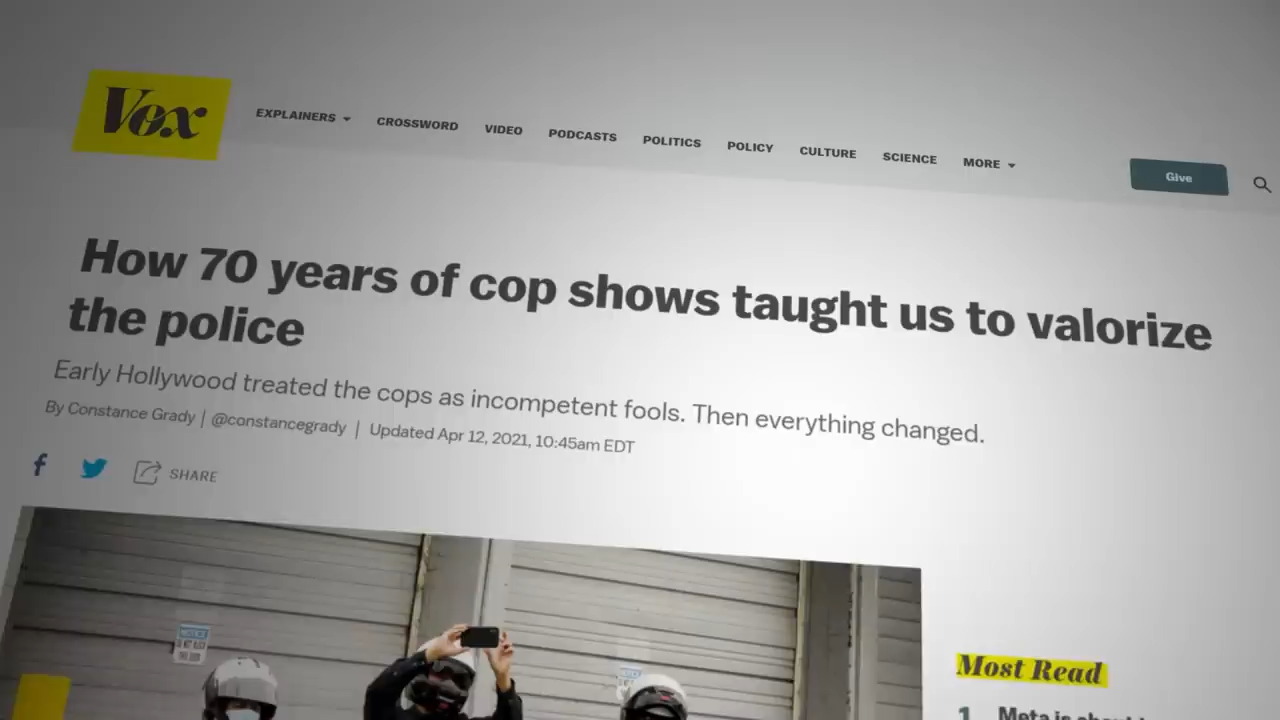 Vox
EXPLAINERS
CROSSWORD
VIDEO
PODCASTS
POLITICS
POLICY
CULTURE
SCIENCE
MORE
Give
How 70 years of cop shows taught us to valorize
the police
Early Hollywood treated the cops as incompetent fools. Then everything changed.
By Constance Grady | @constancegrady | Updated Apr 12, 2021, 10:45am EDT
SHARE
NOTICE
Most Read
1 Meta is about